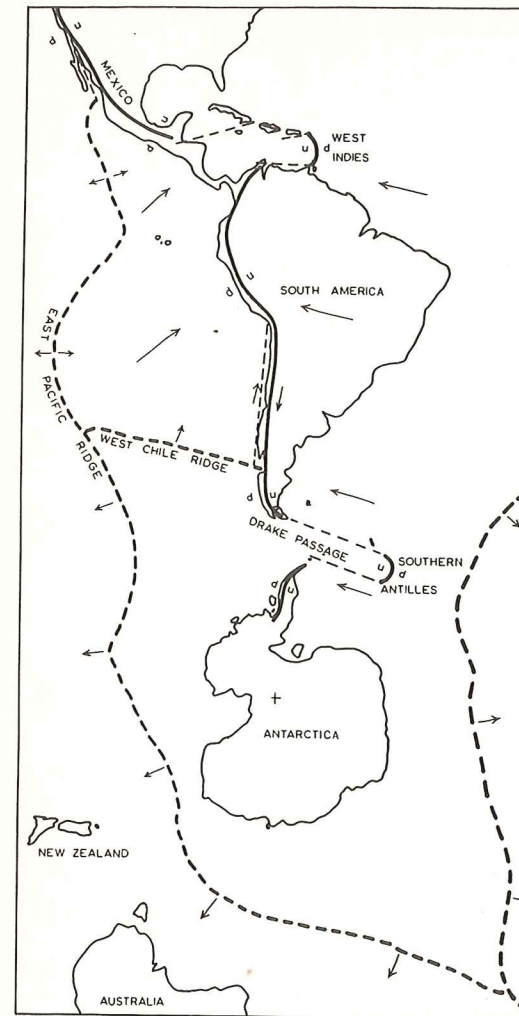 u
d
MEXICO
u
d
WEST
INDIES
u d
u
d
SOUTH AMERICA
EAST PACIFIC RIDGE
WEST CHILE RIDGE
d u
DRAKE PASSAGE
SOUTHERN
ANTILLES
u d
d
u
ANTARCTICA
NEW ZEALAND
AUSTRALIA